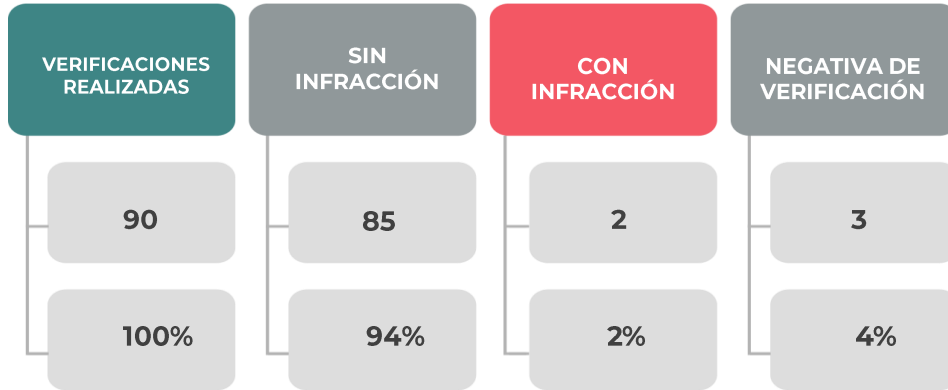 VERIFICACIONES
REALIZADAS
SIN
INFRACCIÓN
CON
INFRACCIÓN
NEGATIVA DE
VERIFICACIÓN
90
85
2
3
100%
94%
2%
4%